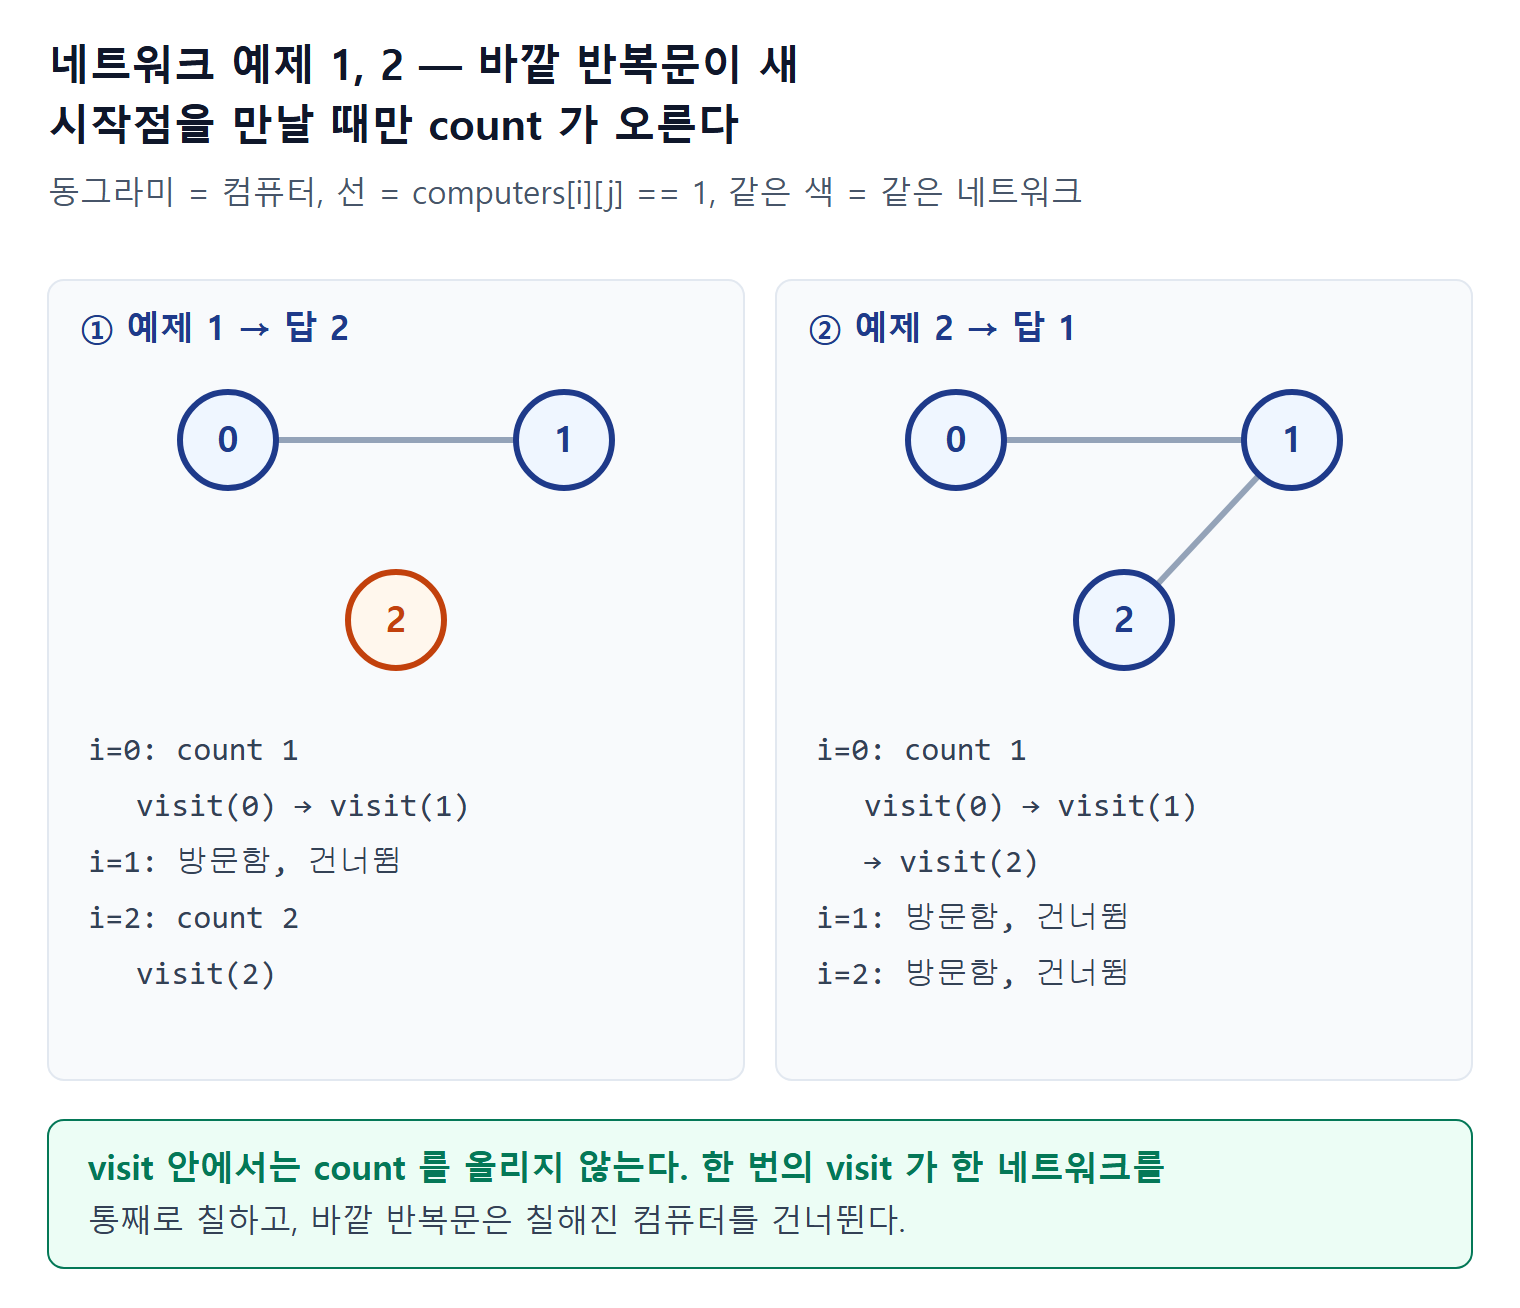 네트워크 예제 1, 2 — 바깥 반복문이 새
시작점을 만날 때만 count 가 오른다
동그라미 = 컴퓨터, 선 = computers[i][j] == 1, 같은 색 = 같은 네트워크
① 예제 1 → 답 2
0
1
2
i=0: count 1
visit(0) → visit(1)
i=1: 방문함, 건너뜀
i=2: count 2
visit(2)
② 예제 2 → 답 1
0
1
2
i=0: count 1
visit(0) → visit(1)
→ visit(2)
i=1: 방문함, 건너뜀
i=2: 방문함, 건너뜀
visit 안에서는 count 를 올리지 않는다. 한 번의 visit 가 한 네트워크를
통째로 칠하고, 바깥 반복문은 칠해진 컴퓨터를 건너뛴다.